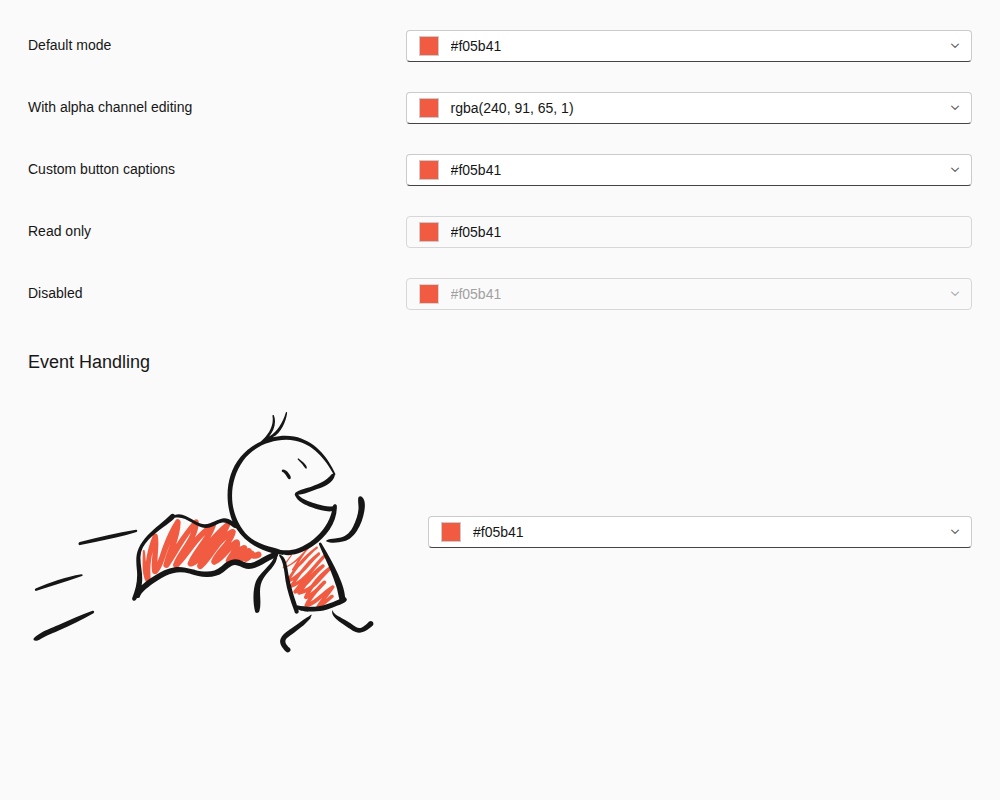 Default mode
#f05b41
With alpha channel editing
rgba(240, 91, 65, 1)
Custom button captions
#f05b41
Read only
#f05b41
Disabled
#f05b41
Event Handling
#f05b41